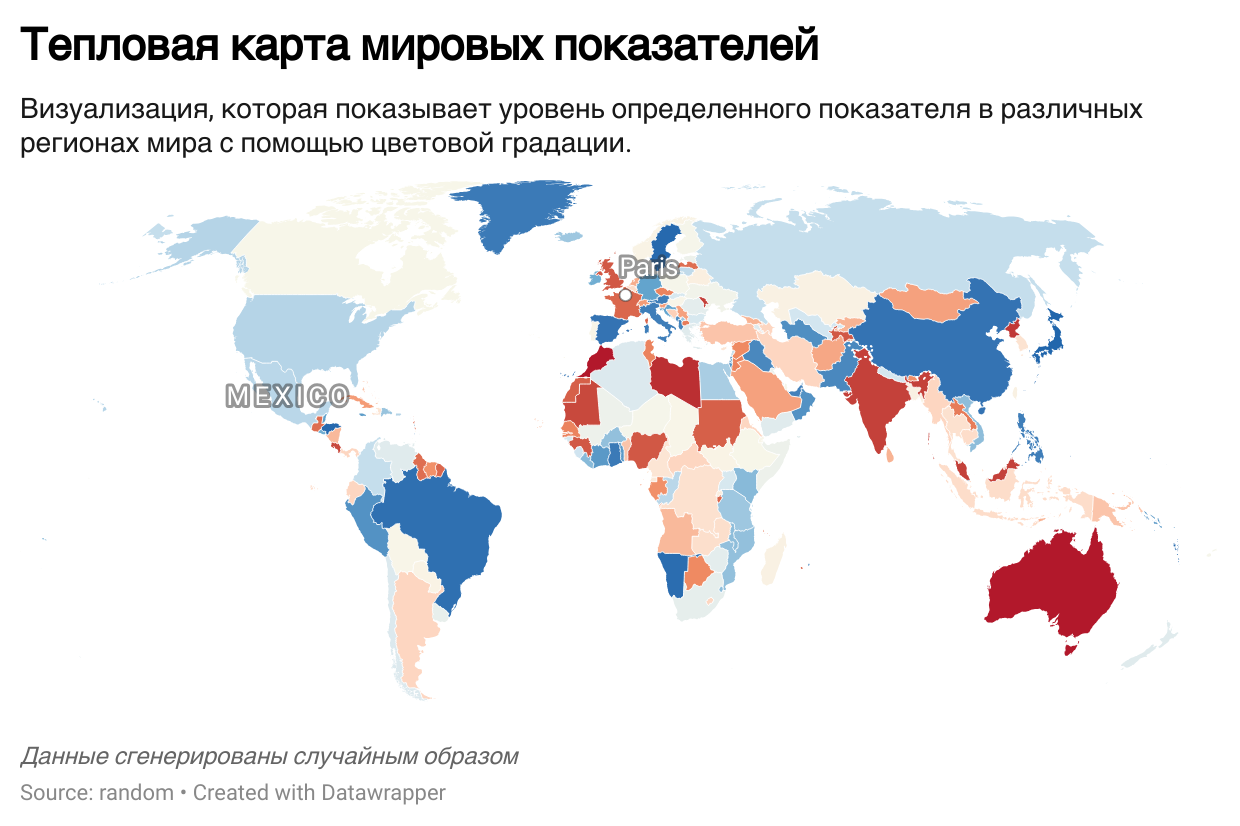 Тепловая карта мировых показателей
Визуализация, которая показывает уровень определенного показателя в различных
регионах мира с помощью цветовой градации.
Paris
MEXICO
Данные сгенерированы случайным образом
Source: random • Created with Datawrapper